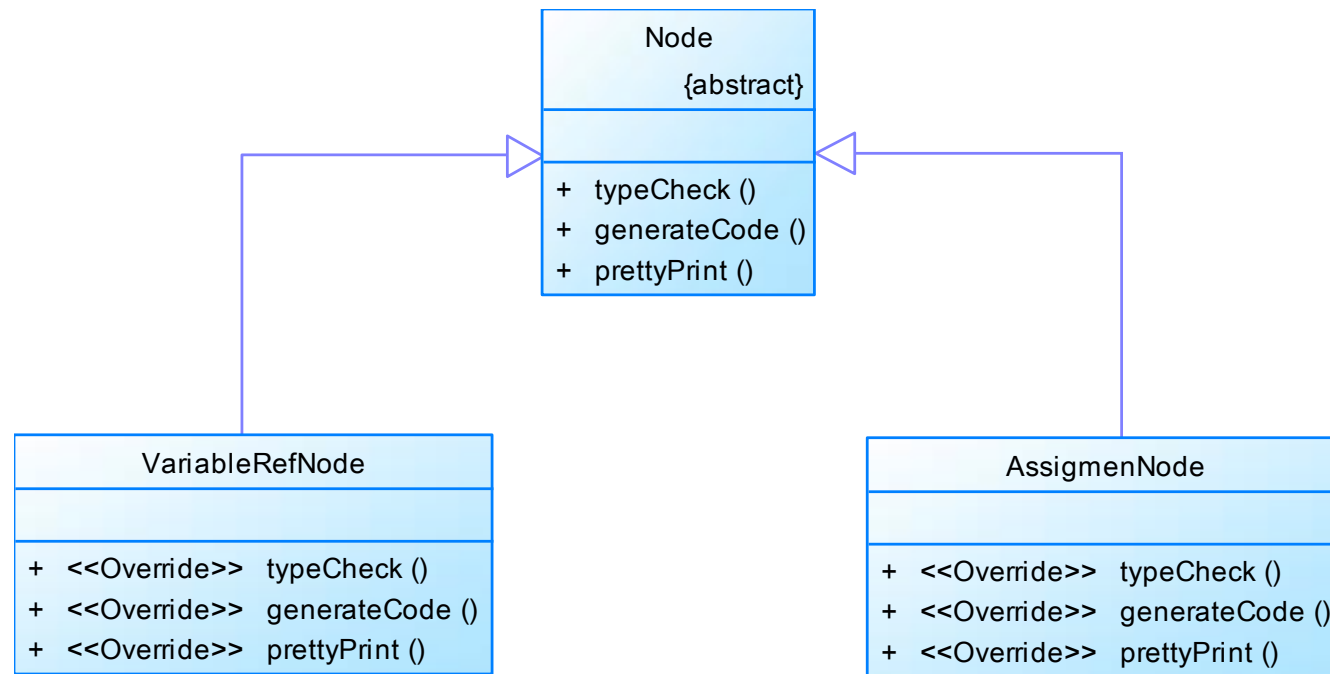 Node
{abstract}
+ typeCheck ()
+ generateCode ()
+ prettyPrint ()
VariableRefNode
+ <<Override>> typeCheck ()
+ <<Override>> generateCode ()
+ <<Override>> prettyPrint ()
AssigmenNode
+ <<Override>> typeCheck ()
+ <<Override>> generateCode ()
+ <<Override>> prettyPrint ()